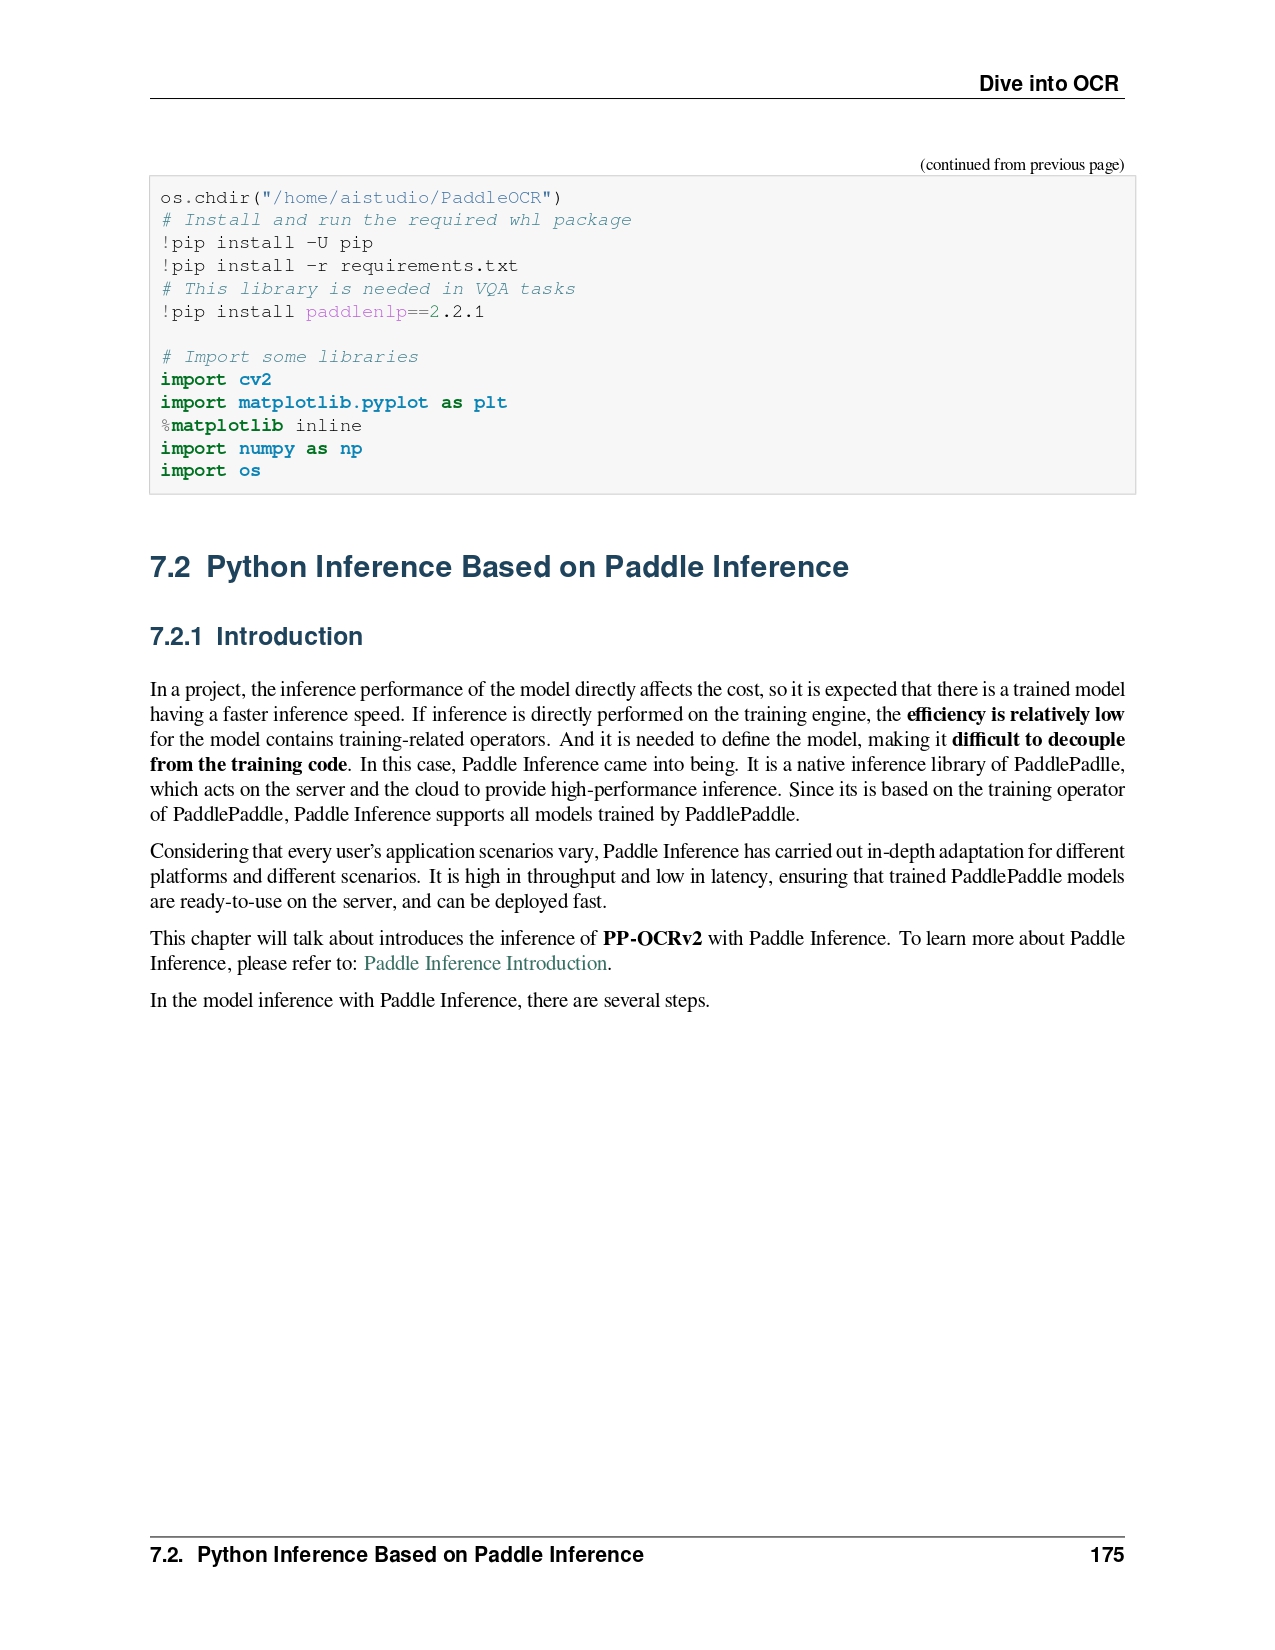 Dive into OCR
(continued from previous page)
os.chdir("/home/aistudio/PaddleOCR")
# Install and run the required whl package
!pip install -U pip
!pip install -r requirements.txt
# This library is needed in VQA tasks
!pip install paddlenlp==2.2.1

# Import some libraries
import cv2
import matplotlib.pyplot as plt
%matplotlib inline
import numpy as np
import os
7.2 Python Inference Based on Paddle Inference
7.2.1 Introduction
In a project, the inference performance of the model directly affects the cost, so it is expected that there is a trained model
having a faster inference speed. If inference is directly performed on the training engine, the efficiency is relatively low
for the model contains training-related operators. And it is needed to define the model, making it difficult to decouple
from the training code. In this case, Paddle Inference came into being. It is a native inference library of PaddlePadlle,
which acts on the server and the cloud to provide high-performance inference. Since its is based on the training operator
of PaddlePaddle, Paddle Inference supports all models trained by PaddlePaddle.
Considering that every user's application scenarios vary, Paddle Inference has carried out in-depth adaptation for different
platforms and different scenarios. It is high in throughput and low in latency, ensuring that trained PaddlePaddle models
are ready-to-use on the server, and can be deployed fast.
This chapter will talk about introduces the inference of PP-OCRv2 with Paddle Inference. To learn more about Paddle
Inference, please refer to: Paddle Inference Introduction.
In the model inference with Paddle Inference, there are several steps.
7.2. Python Inference Based on Paddle Inference 175